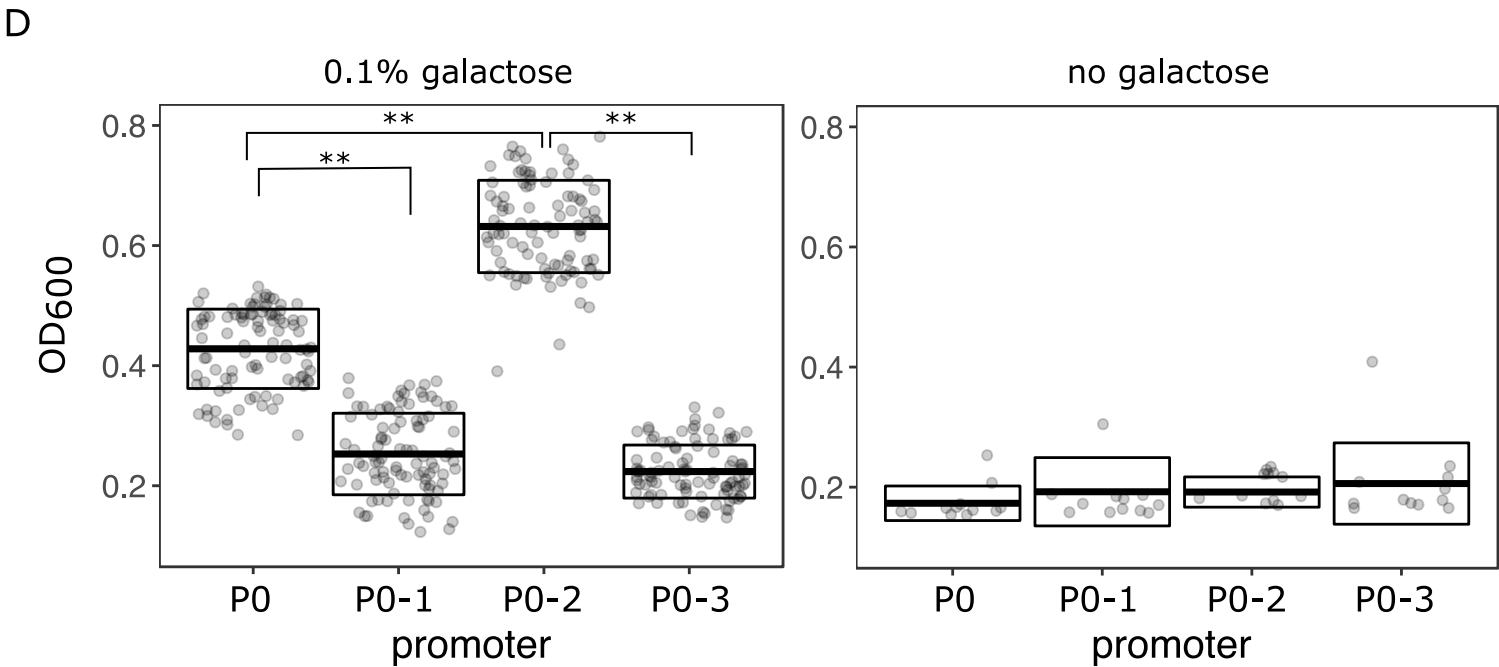 D
0.1% galactose
no galactose
** **
**
OD600
0.8
0.6
0.4
0.2
0.8
0.6
0.4
0.2
P0 P0-1 P0-2 P0-3
P0 P0-1 P0-2 P0-3
promoter
promoter